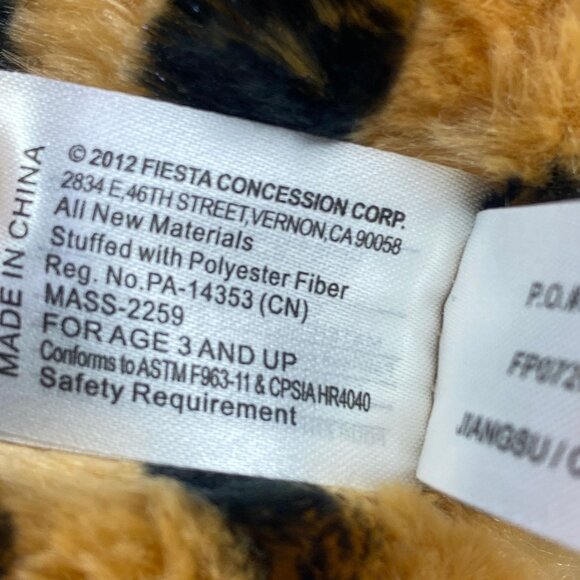 © 2012 FIESTA CONCESSION CORP.
2834 E,46TH STREET,VERNON,CA 90058
All New Materials
Stuffed with Polyester Fiber
Reg. No.PA-14353 (CN)
MASS-2259
FOR AGE 3 AND UP
Conforms to ASTM F963-11 & CPSIA HR4040
Safety Requirement
MADE IN CHINA
P.O.#
FP072
JIANGSU / C